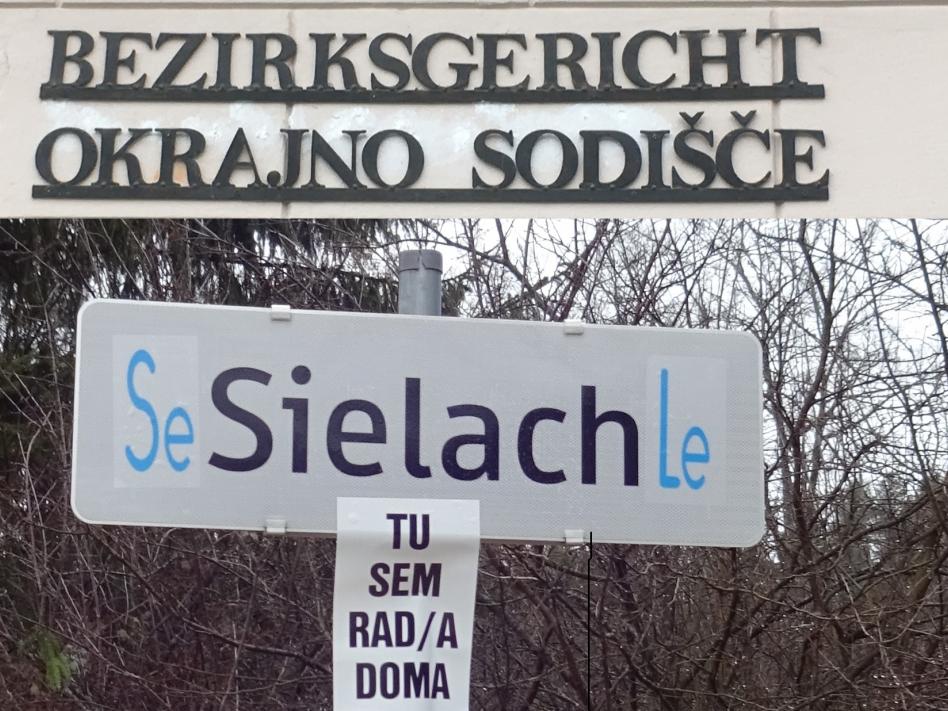 BEZIRKSGERICHT
OKRAJNO SODIŠČE
Se Sielach Le
TU
SEM
RAD/A
DOMA